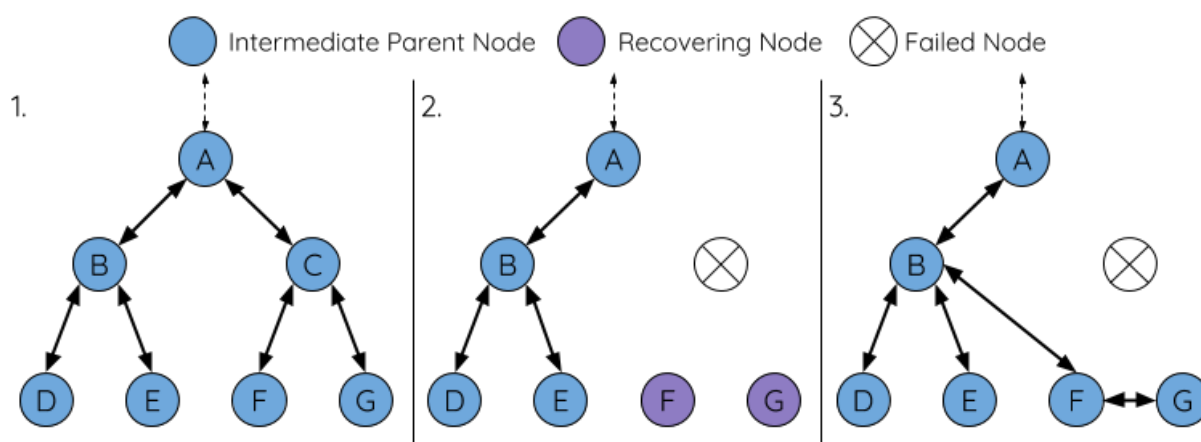 Intermediate Parent Node Recovering Node Failed Node
1. 2. 3.
A A A
B C B B
D E F G D E F G D E F G